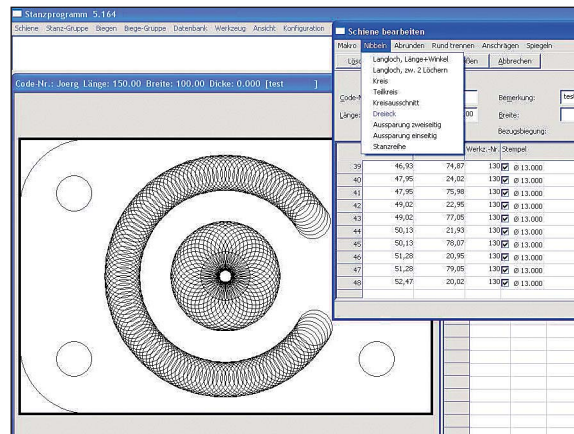 Stanzprogramm 5.164
Schiene Stanz-Gruppe Biegen Biege-Gruppe Datenbank Werkzeug Ansicht Konfiguration
Code-Nr.: Joerg Länge: 150.00 Breite: 100.00 Dicke: 0.000 [test ]
Schiene bearbeiten
Makro Nibbeln Abrunden Rund trennen Anschrägen Spiegeln
Abbrechen
Langloch, Länge+Winkel
Langloch, zw. 2 Löchern
Kreis
Teilkreis
Kreisausschnitt
Dreieck
Aussparung zweiseitig
Aussparung einseitig
Stanzreihe
Code-N
Bemerkung: tes
Länge: 00 Breite:
Bezugsbiegung:
Werkz.-Nr. Stempel
39 46,93 74,87 130 Ø 13.000
40 47,95 24,02 130 Ø 13.000
41 47,95 75,98 130 Ø 13.000
42 49,02 22,95 130 Ø 13.000
43 49,02 77,05 130 Ø 13.000
44 50,13 21,93 130 Ø 13.000
45 50,13 78,07 130 Ø 13.000
46 51,28 20,95 130 Ø 13.000
47 51,28 79,05 130 Ø 13.000
48 52,47 20,02 130 Ø 13.000